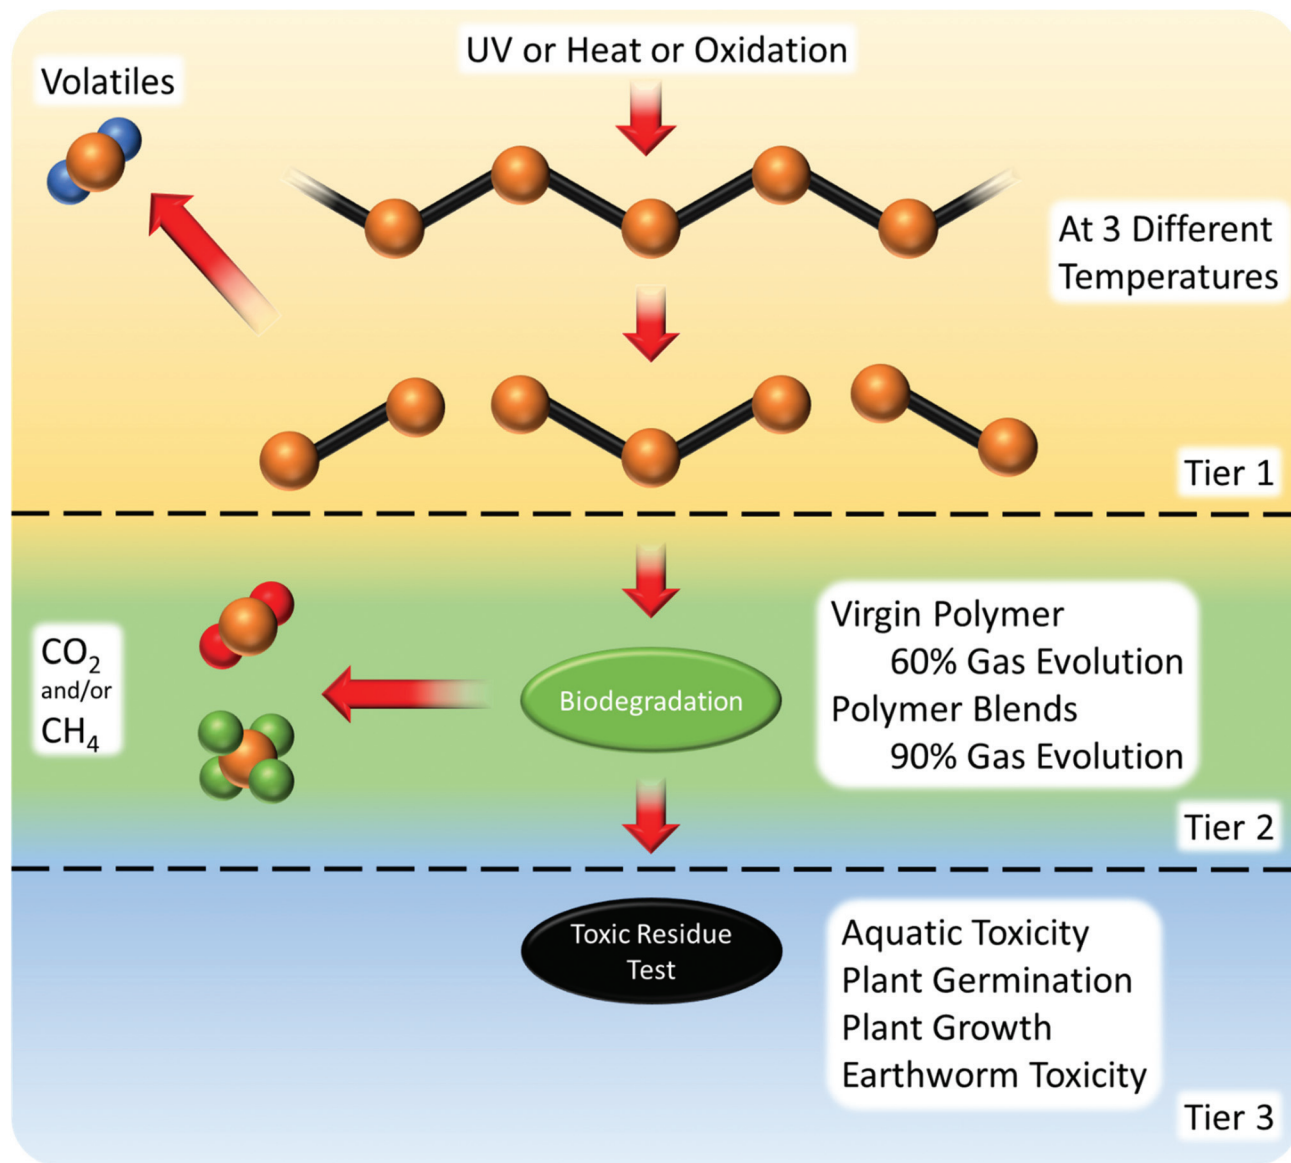 UV or Heat or Oxidation
Volatiles
At 3 Different
Temperatures
Tier 1
CO₂
and/or
CH₄
Biodegradation
Virgin Polymer
60% Gas Evolution
Polymer Blends
90% Gas Evolution
Tier 2
Toxic Residue
Test
Aquatic Toxicity
Plant Germination
Plant Growth
Earthworm Toxicity
Tier 3